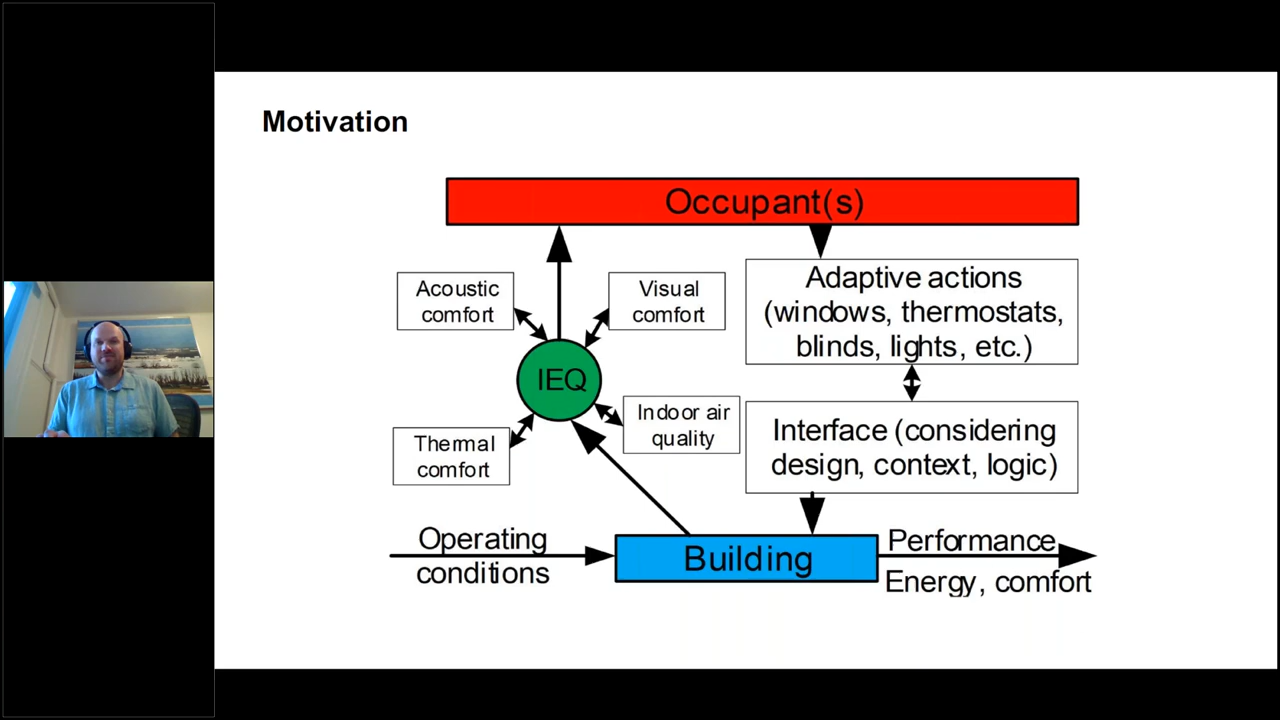 Motivation
Occupant(s)
Acoustic
comfort
Visual
comfort
Adaptive actions
(windows, thermostats,
blinds, lights, etc.)
IEQ
Thermal
comfort
Indoor air
quality
Interface (considering
design, context, logic)
Operating
conditions
Building
Performance
Energy, comfort